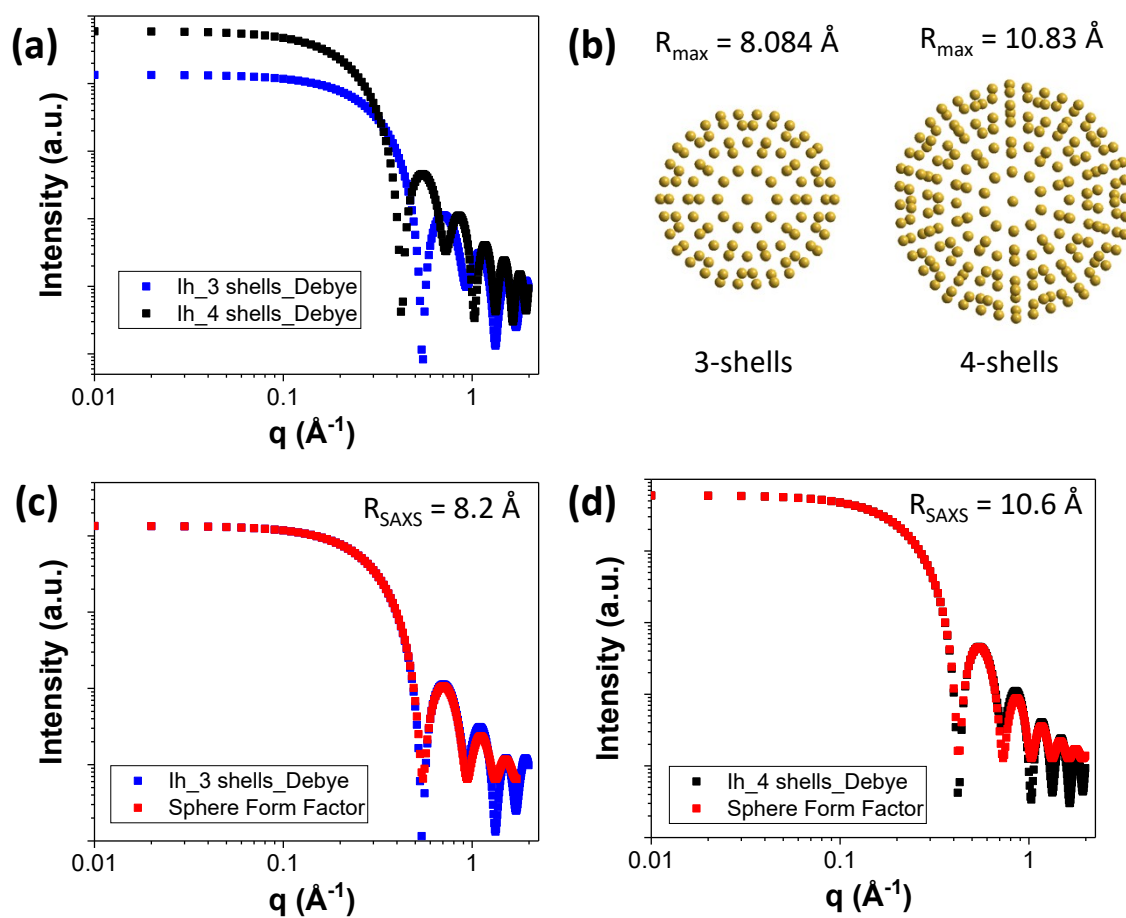 (a)
Intensity (a.u.)
Ih_3 shells_Debye
Ih_4 shells_Debye
0.01
0.1
1
q (Å⁻¹)
(b)
Rmax = 8.084 Å
Rmax = 10.83 Å
3-shells
4-shells
(c)
RSAXS = 8.2 Å
Intensity (a.u.)
Ih_3 shells_Debye
Sphere Form Factor
0.01
0.1
1
q (Å⁻¹)
(d)
RSAXS = 10.6 Å
Intensity (a.u.)
Ih_4 shells_Debye
Sphere Form Factor
0.01
0.1
1
q (Å⁻¹)